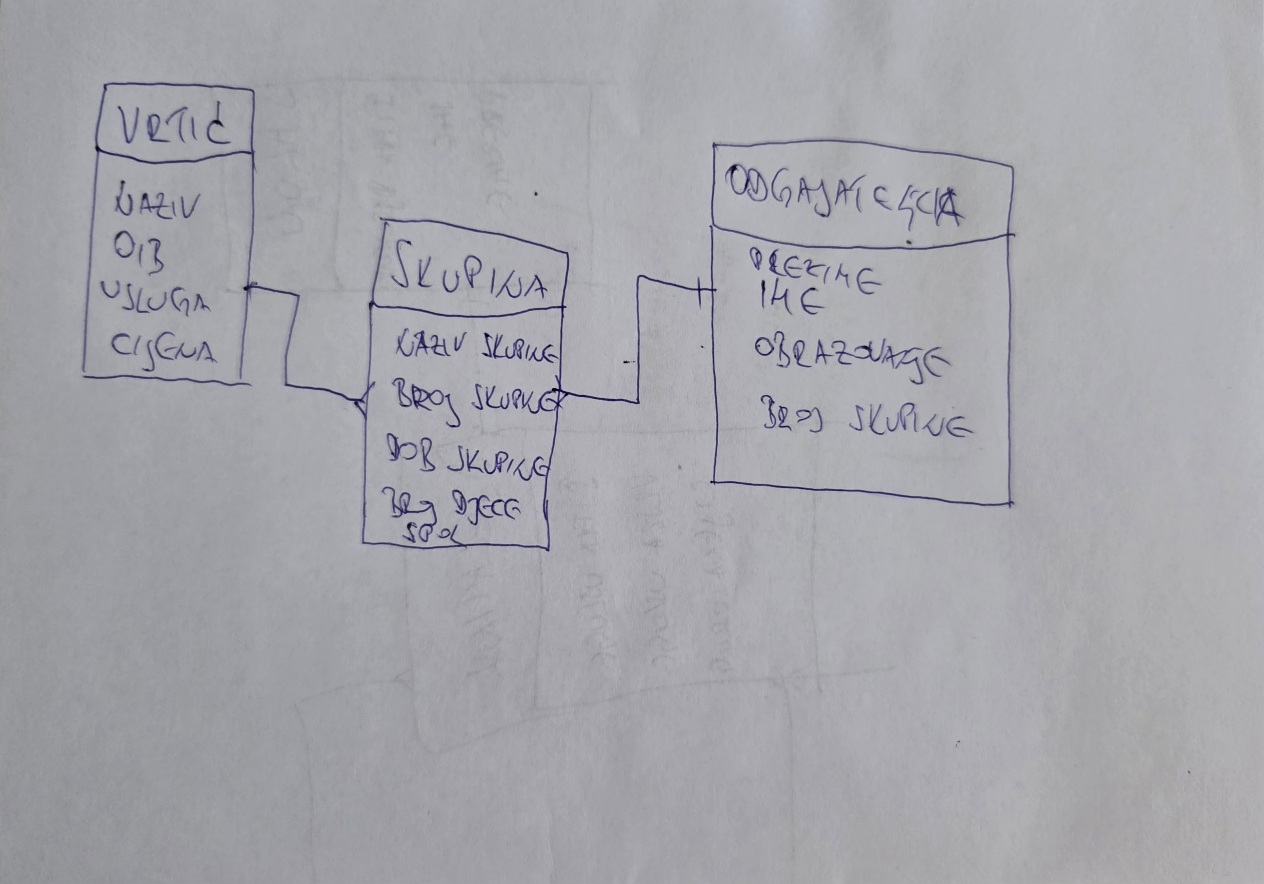 VRTIĆ
NAZIV
OIB
USLUGA
CIJENA
SKUPINA
NAZIV SKUPINE
BROJ SKUPINE
DOB SKUPINE
BROJ DJECE
SPOL
ODGAJATELJICA
PREZIME
IME
OBRAZOVANJE
BROJ SKUPINE